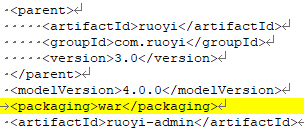 <parent>
<artifactId>ruoyi</artifactId>
<groupId>com.ruoyi</groupId>
<version>3.0</version>
</parent>
<modelVersion>4.0.0</modelVersion>
<packaging>war</packaging>
<artifactId>ruoyi-admin</artifactId>